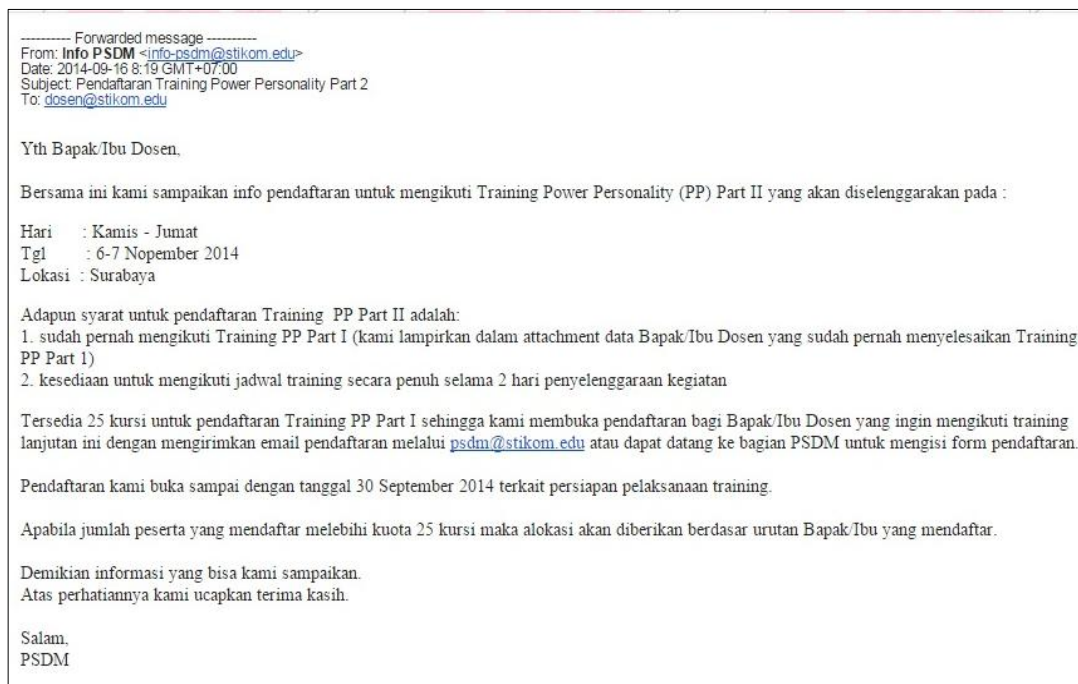 ---------- Forwarded message ----------
From: Info PSDM <info-psdm@stikom.edu>
Date: 2014-09-16 8:19 GMT+07:00
Subject: Pendaftaran Training Power Personality Part 2
To: dosen@stikom.edu
Yth Bapak/Ibu Dosen,
Bersama ini kami sampaikan info pendaftaran untuk mengikuti Training Power Personality (PP) Part II yang akan diselenggarakan pada :
Hari : Kamis - Jumat
Tgl : 6-7 Nopember 2014
Lokasi : Surabaya
Adapun syarat untuk pendaftaran Training PP Part II adalah:
1. sudah pernah mengikuti Training PP Part I (kami lampirkan dalam attachment data Bapak/Ibu Dosen yang sudah pernah menyelesaikan Training
PP Part 1)
2. kesediaan untuk mengikuti jadwal training secara penuh selama 2 hari penyelenggaraan kegiatan
Tersedia 25 kursi untuk pendaftaran Training PP Part I sehingga kami membuka pendaftaran bagi Bapak/Ibu Dosen yang ingin mengikuti training
lanjutan ini dengan mengirimkan email pendaftaran melalui psdm@stikom.edu atau dapat datang ke bagian PSDM untuk mengisi form pendaftaran.
Pendaftaran kami buka sampai dengan tanggal 30 September 2014 terkait persiapan pelaksanaan training.
Apabila jumlah peserta yang mendaftar melebihi kuota 25 kursi maka alokasi akan diberikan berdasar urutan Bapak/Ibu yang mendaftar.
Demikian informasi yang bisa kami sampaikan.
Atas perhatiannya kami ucapkan terima kasih.
Salam,
PSDM